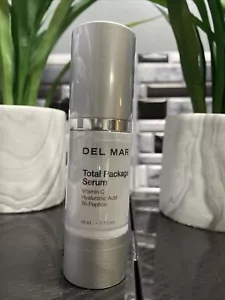 DEL MAR
Total Package
Serum
Vitamin C
Hyaluronic Acid
Bi-Peptide